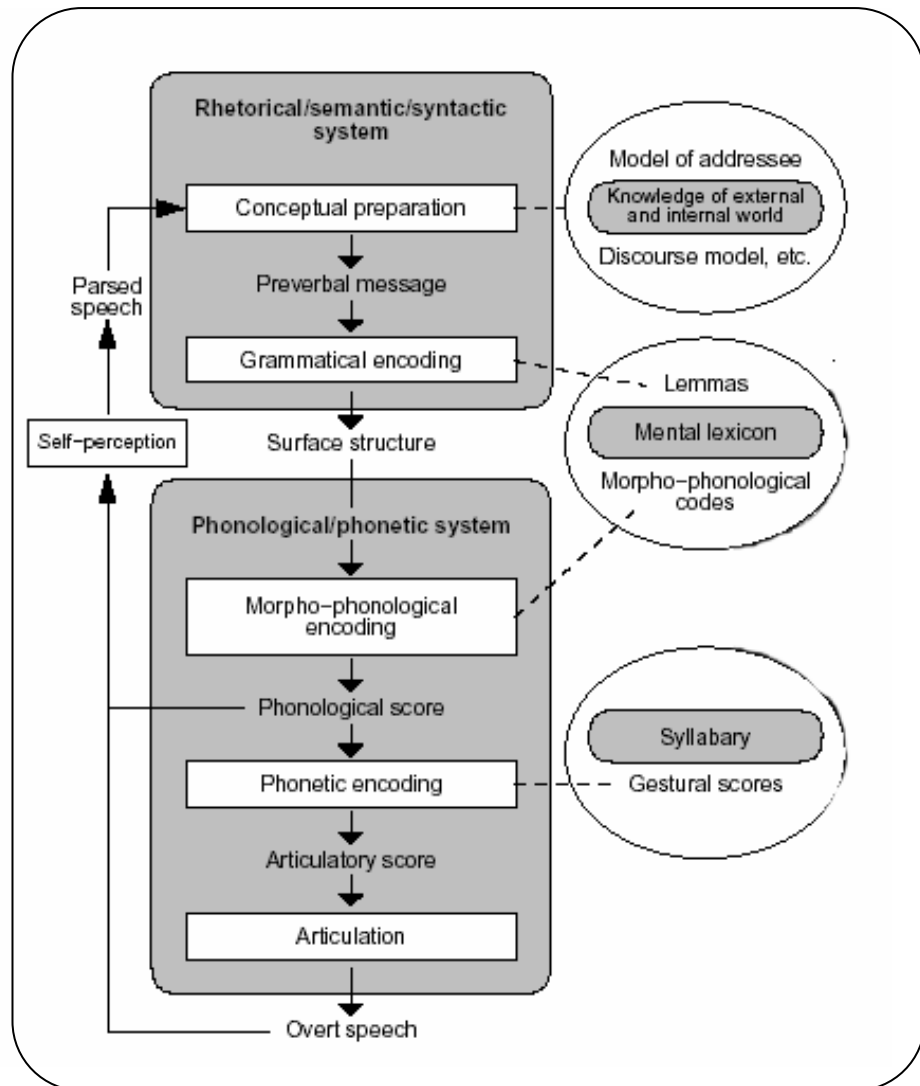 Rhetorical/semantic/syntactic
system
Conceptual preparation
Preverbal message
Grammatical encoding
Surface structure
Parsed
speech
Self-perception
Phonological/phonetic system
Morpho-phonological
encoding
Phonological score
Phonetic encoding
Articulatory score
Articulation
Overt speech
Model of addressee
Knowledge of external
and internal world
Discourse model, etc.
Lemmas
Mental lexicon
Morpho-phonological
codes
Syllabary
Gestural scores